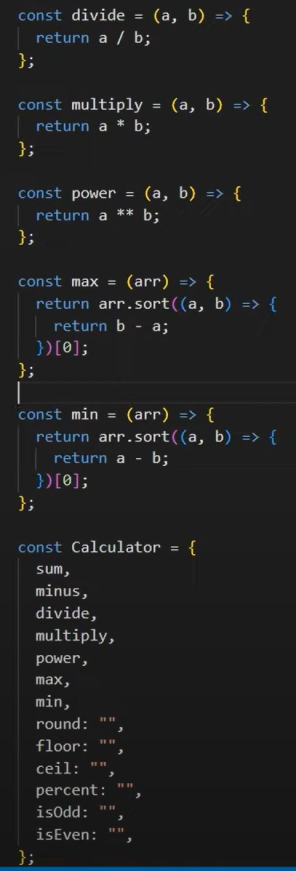 const divide = (a, b) => {
  return a / b;
};

const multiply = (a, b) => {
  return a * b;
};

const power = (a, b) => {
  return a ** b;
};

const max = (arr) => {
  return arr.sort((a, b) => {
    return b - a;
  })[0];
};

const min = (arr) => {
  return arr.sort((a, b) => {
    return a - b;
  })[0];
};

const Calculator = {
  sum,
  minus,
  divide,
  multiply,
  power,
  max,
  min,
  round: "",
  floor: "",
  ceil: "",
  percent: "",
  isOdd: "",
  isEven: "",
};